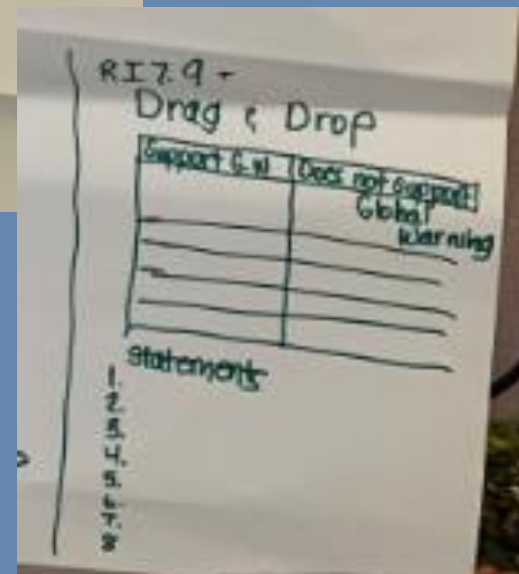 RI7.9 -
Drag & Drop
Support G.W Does not support
Global
Warning
statements
1.
2.
3.
4.
5.
6.
7.
8